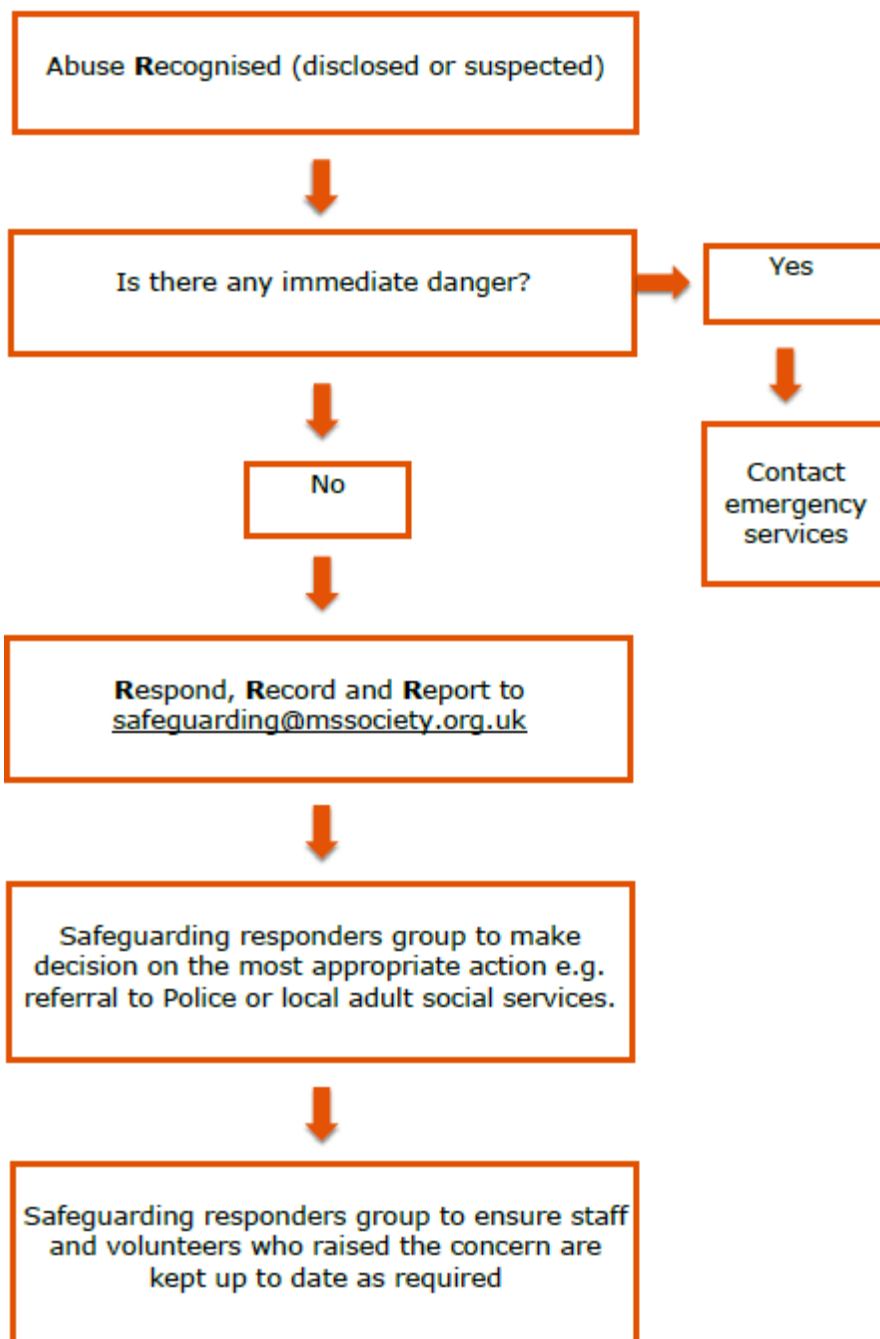 Abuse Recognised (disclosed or suspected)
Is there any immediate danger?
Yes
No
Contact
emergency
services
Respond, Record and Report to
safeguarding@mssociety.org.uk
Safeguarding responders group to make
decision on the most appropriate action e.g.
referral to Police or local adult social services.
Safeguarding responders group to ensure staff
and volunteers who raised the concern are
kept up to date as required